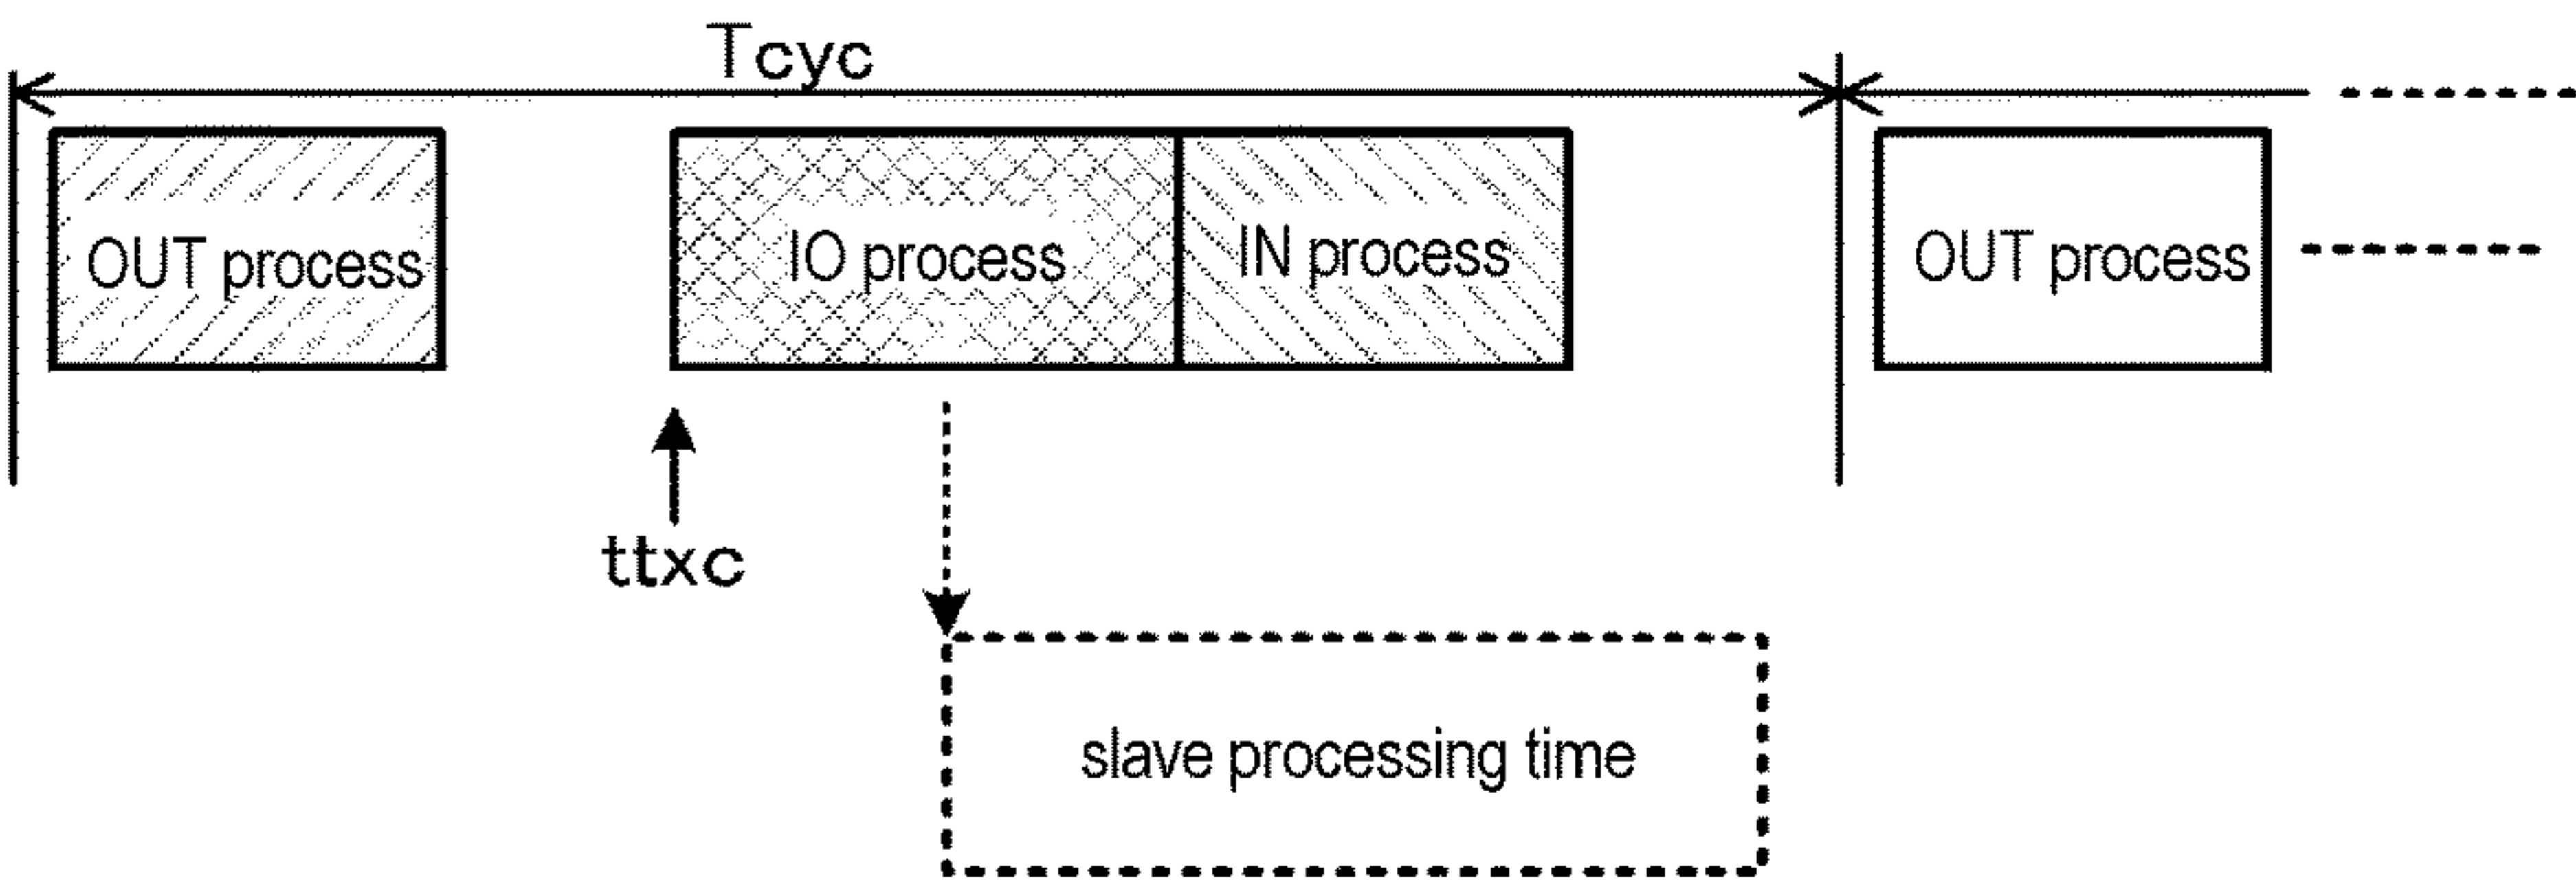 Tcyc
OUT process
IO process
IN process
OUT process
ttxc
slave processing time